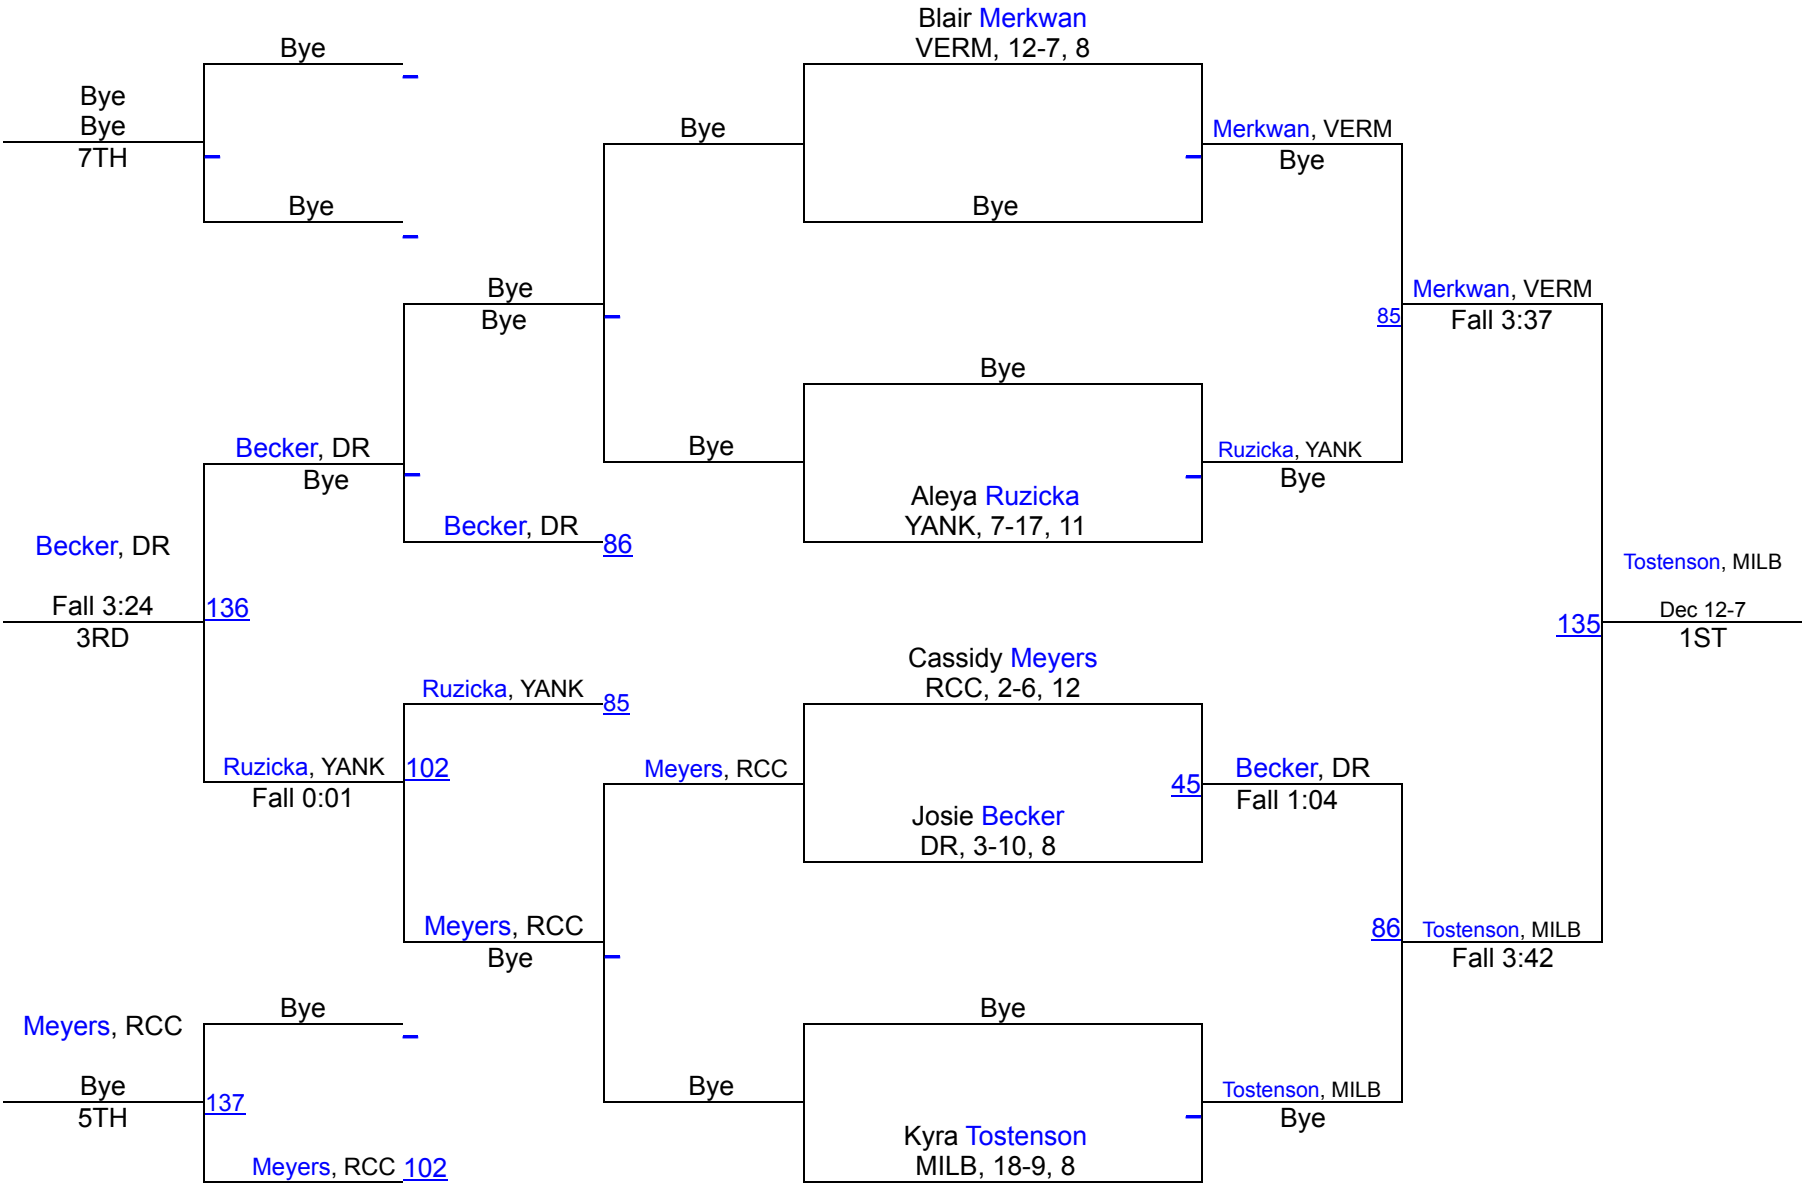 Blair Merkwan
VERM, 12-7, 8
Bye
Bye
Bye
7TH
Bye
Merkwan, VERM
Bye
Bye
Bye
Bye
Bye
Merkwan, VERM
85
Fall 3:37
Bye
Becker, DR
Bye
Bye
Ruzicka, YANK
Bye
Aleya Ruzicka
YANK, 7-17, 11
Becker, DR
86
Becker, DR
Fall 3:24
3RD
136
Tostenson, MILB
Dec 12-7
1ST
135
Cassidy Meyers
RCC, 2-6, 12
Ruzicka, YANK
85
Ruzicka, YANK
102
Fall 0:01
Meyers, RCC
45
Becker, DR
Fall 1:04
Josie Becker
DR, 3-10, 8
Meyers, RCC
Bye
86
Tostenson, MILB
Fall 3:42
Bye
Meyers, RCC
Bye
5TH
137
Bye
Bye
Tostenson, MILB
Bye
Kyra Tostenson
MILB, 18-9, 8
Meyers, RCC 102